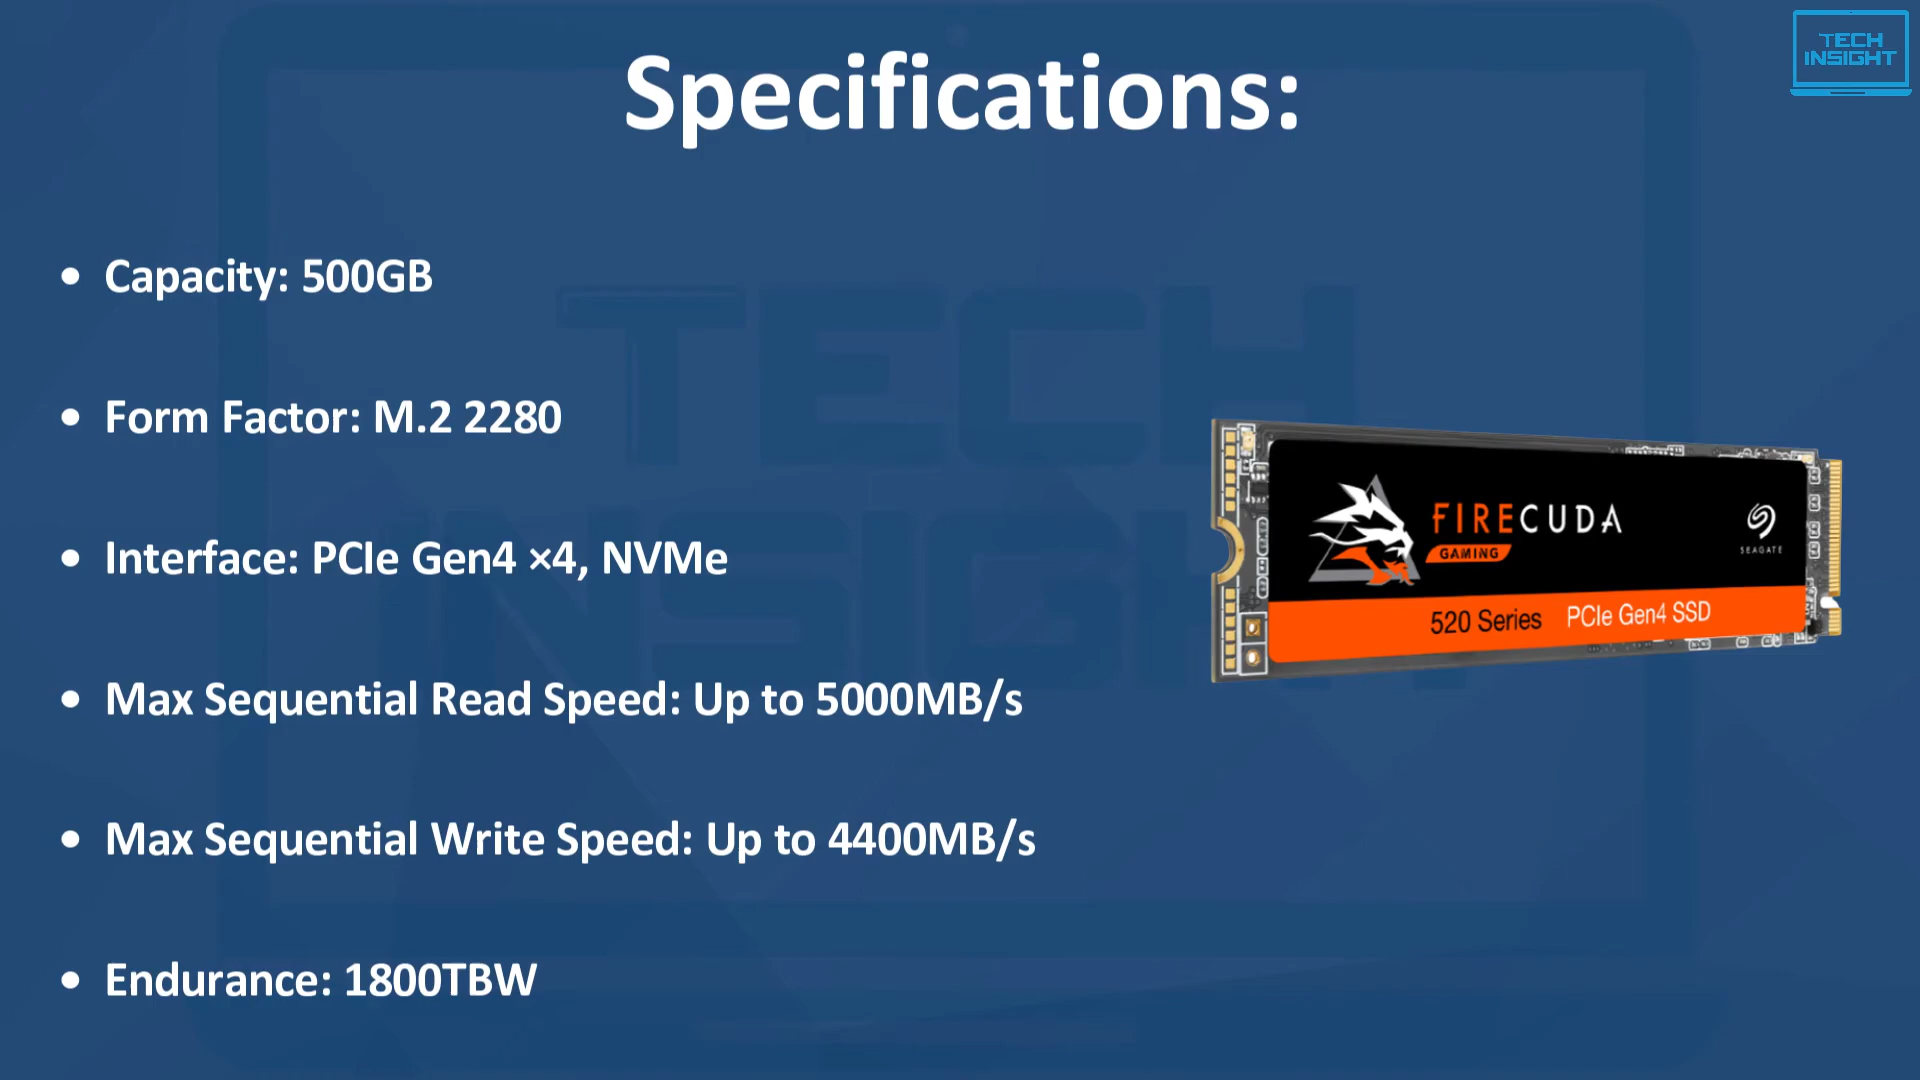 TECH
INSIGHT
Specifications:
• Capacity: 500GB
• Form Factor: M.2 2280
• Interface: PCIe Gen4 ×4, NVMe
• Max Sequential Read Speed: Up to 5000MB/s
• Max Sequential Write Speed: Up to 4400MB/s
• Endurance: 1800TBW
FIRECUDA
GAMING
SEAGATE
520 Series PCIe Gen4 SSD
TECH
INSIGHT